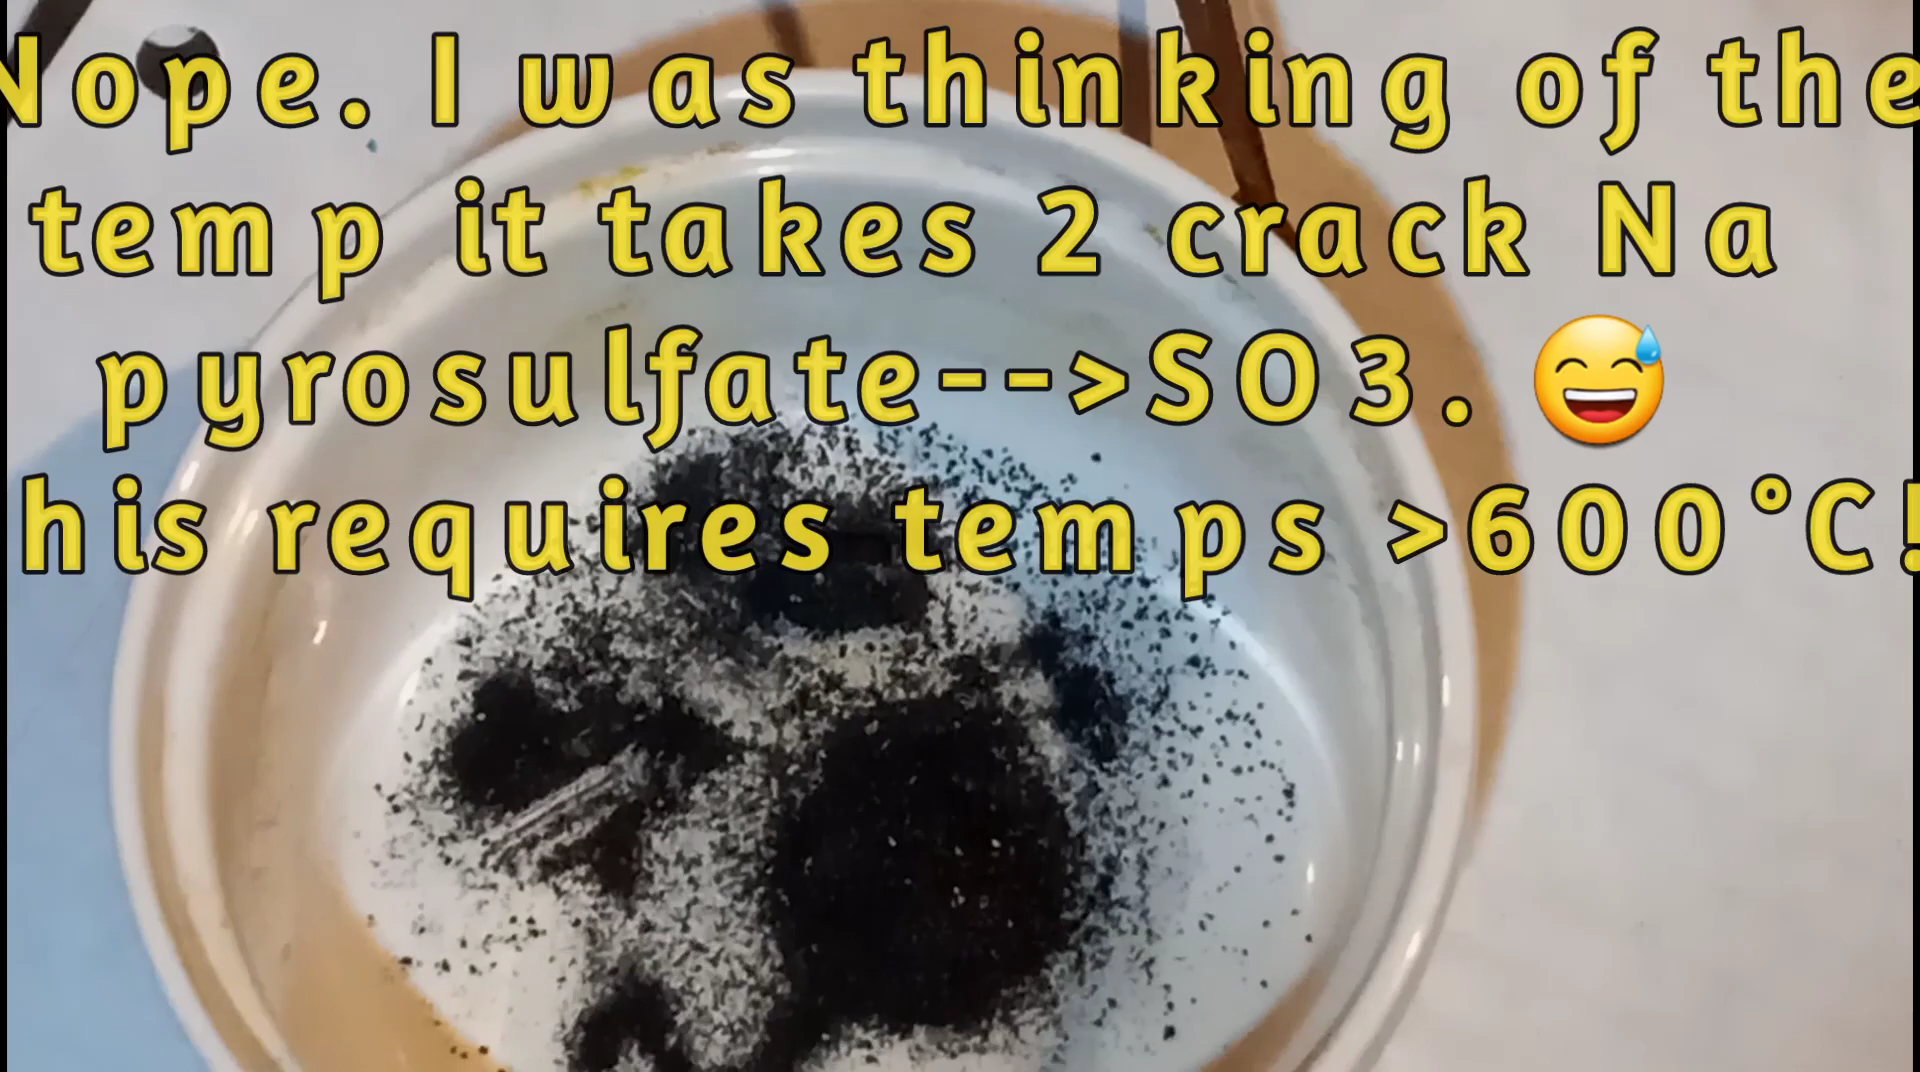 Nope. I was thinking of the
temp it takes 2 crack Na
pyrosulfate-->SO3. 😅
his requires temps >600°C!